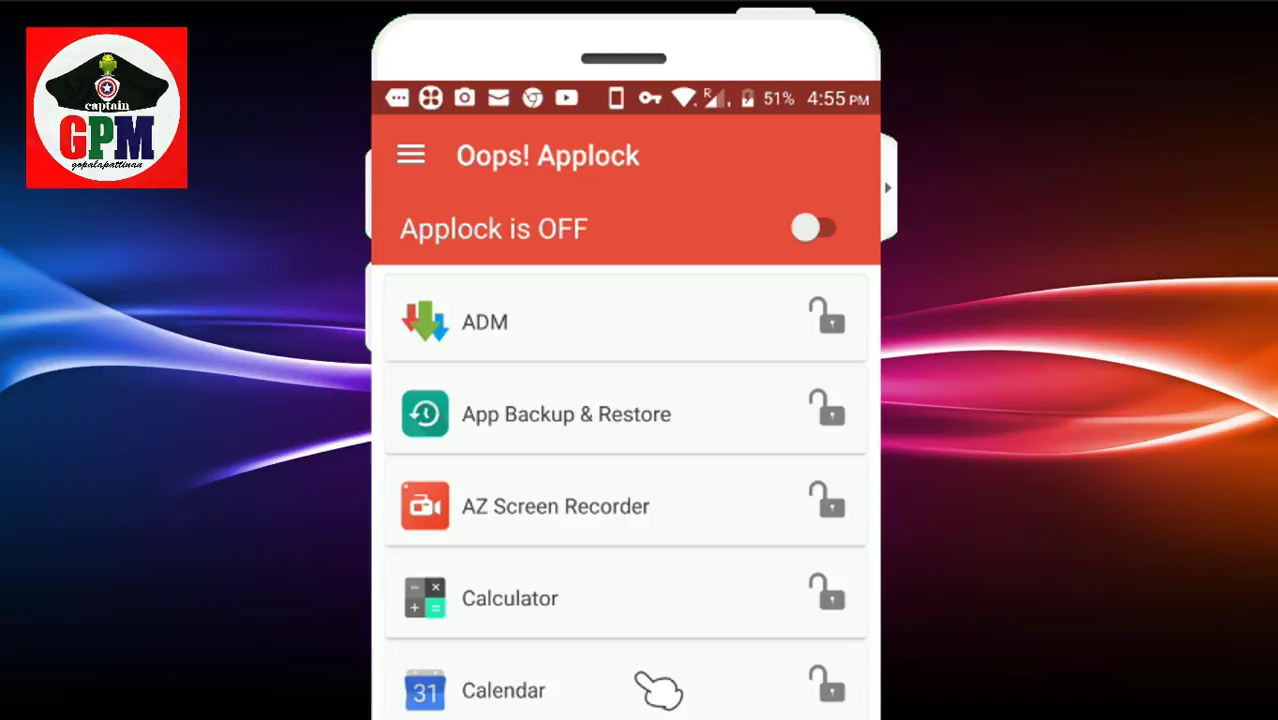 captain
GPM
gopalapattinan
51% 4:55 PM
Oops! Applock
Applock is OFF
ADM
App Backup & Restore
AZ Screen Recorder
Calculator
31 Calendar